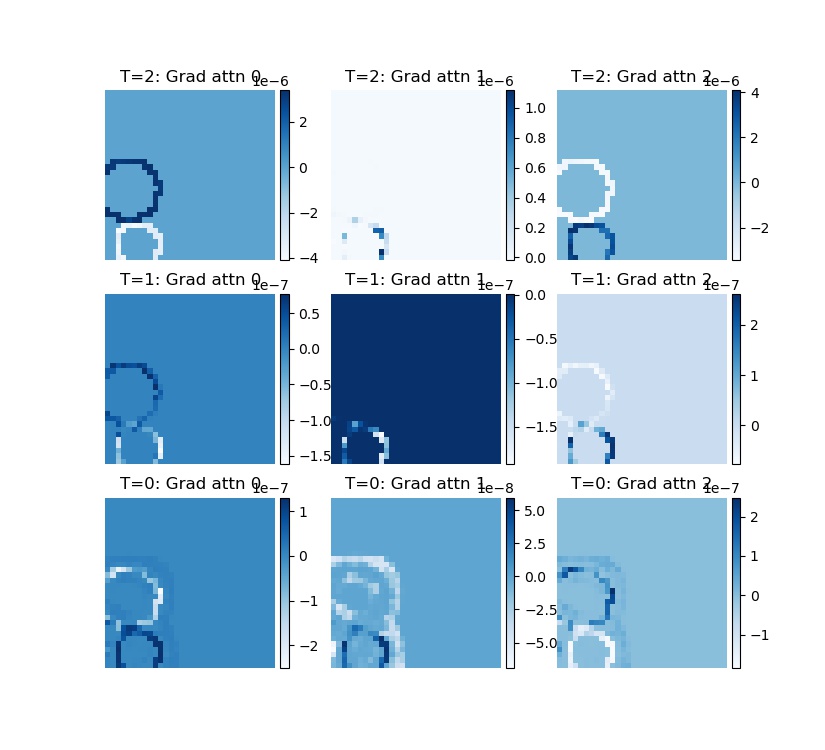 T=2: Grad attn 0
1e−6
T=2: Grad attn 1
1e−6
T=2: Grad attn 2
1e−6
2
0
−2
−4
1.0
0.8
0.6
0.4
0.2
0.0
4
2
0
−2
T=1: Grad attn 0
1e−7
T=1: Grad attn 1
1e−7
T=1: Grad attn 2
1e−7
0.5
0.0
−0.5
−1.0
−1.5
0.0
−0.5
−1.0
−1.5
2
1
0
T=0: Grad attn 0
1e−7
T=0: Grad attn 1
1e−8
T=0: Grad attn 2
1e−7
1
0
−1
−2
5.0
2.5
0.0
−2.5
−5.0
2
1
0
−1